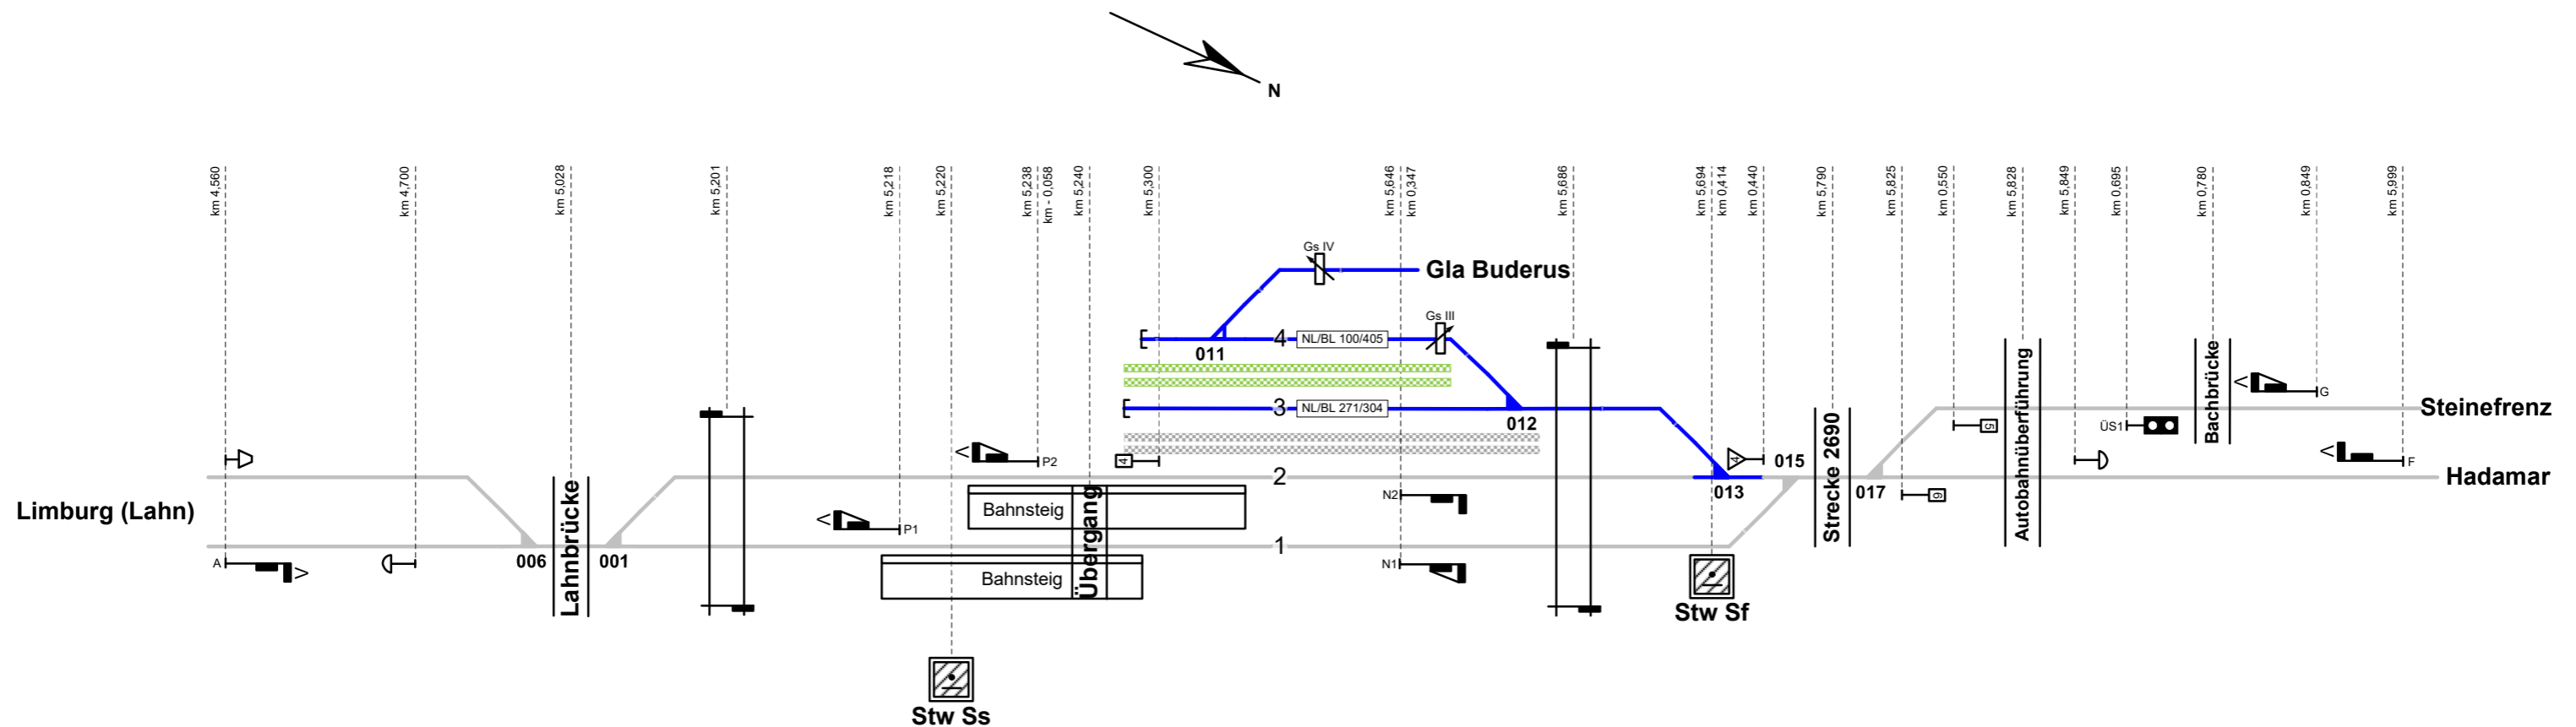 N
km 4,560
km 4,700
km 5,028
km 5,201
km 5,218
km 5,220
km 5,238
km - 0,058
km 5,240
km 5,300
km 5,646
km 0,347
km 5,686
km 5,694
km 0,414
km 0,440
km 5,790
km 5,825
km 0,550
km 5,828
km 5,849
km 0,695
km 0,780
km 0,849
km 5,999
Gs IV
Gla Buderus
Gs III
4
NL/BL 100/405
011
3
NL/BL 271/304
012
Steinefrenz
G
ÜS1
5
Bachbrücke
Autobahnüberführung
Strecke 2690
P2
4
4
015
F
2
013
017
6
Hadamar
Limburg (Lahn)
Bahnsteig
N2
P1
1
A
006
Lahnbrücke
001
Bahnsteig
Übergang
N1
Stw Sf
Stw Ss